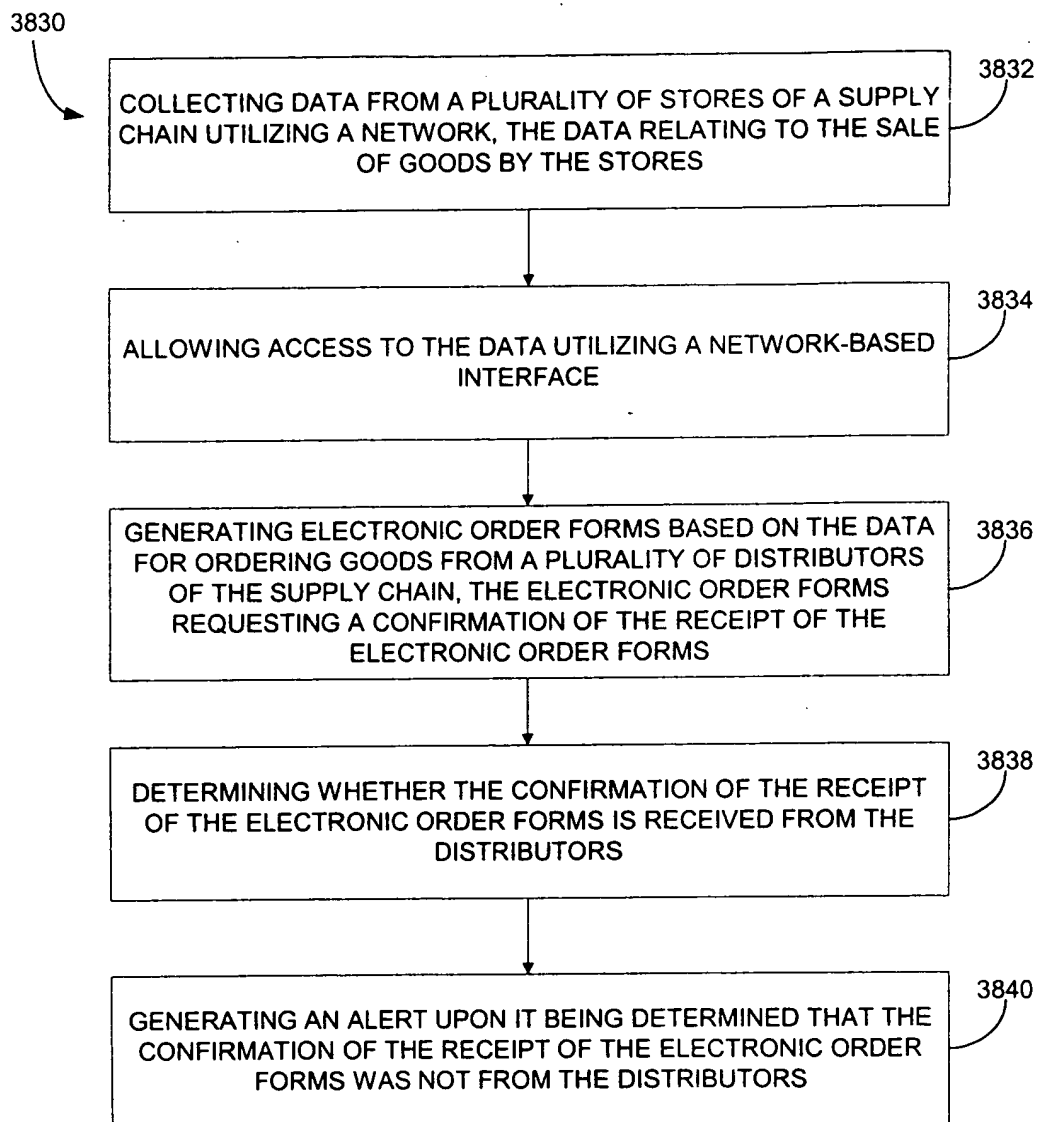 3830
3832
COLLECTING DATA FROM A PLURALITY OF STORES OF A SUPPLY
CHAIN UTILIZING A NETWORK, THE DATA RELATING TO THE SALE
OF GOODS BY THE STORES
3834
ALLOWING ACCESS TO THE DATA UTILIZING A NETWORK-BASED
INTERFACE
3836
GENERATING ELECTRONIC ORDER FORMS BASED ON THE DATA
FOR ORDERING GOODS FROM A PLURALITY OF DISTRIBUTORS
OF THE SUPPLY CHAIN, THE ELECTRONIC ORDER FORMS
REQUESTING A CONFIRMATION OF THE RECEIPT OF THE
ELECTRONIC ORDER FORMS
3838
DETERMINING WHETHER THE CONFIRMATION OF THE RECEIPT
OF THE ELECTRONIC ORDER FORMS IS RECEIVED FROM THE
DISTRIBUTORS
3840
GENERATING AN ALERT UPON IT BEING DETERMINED THAT THE
CONFIRMATION OF THE RECEIPT OF THE ELECTRONIC ORDER
FORMS WAS NOT FROM THE DISTRIBUTORS